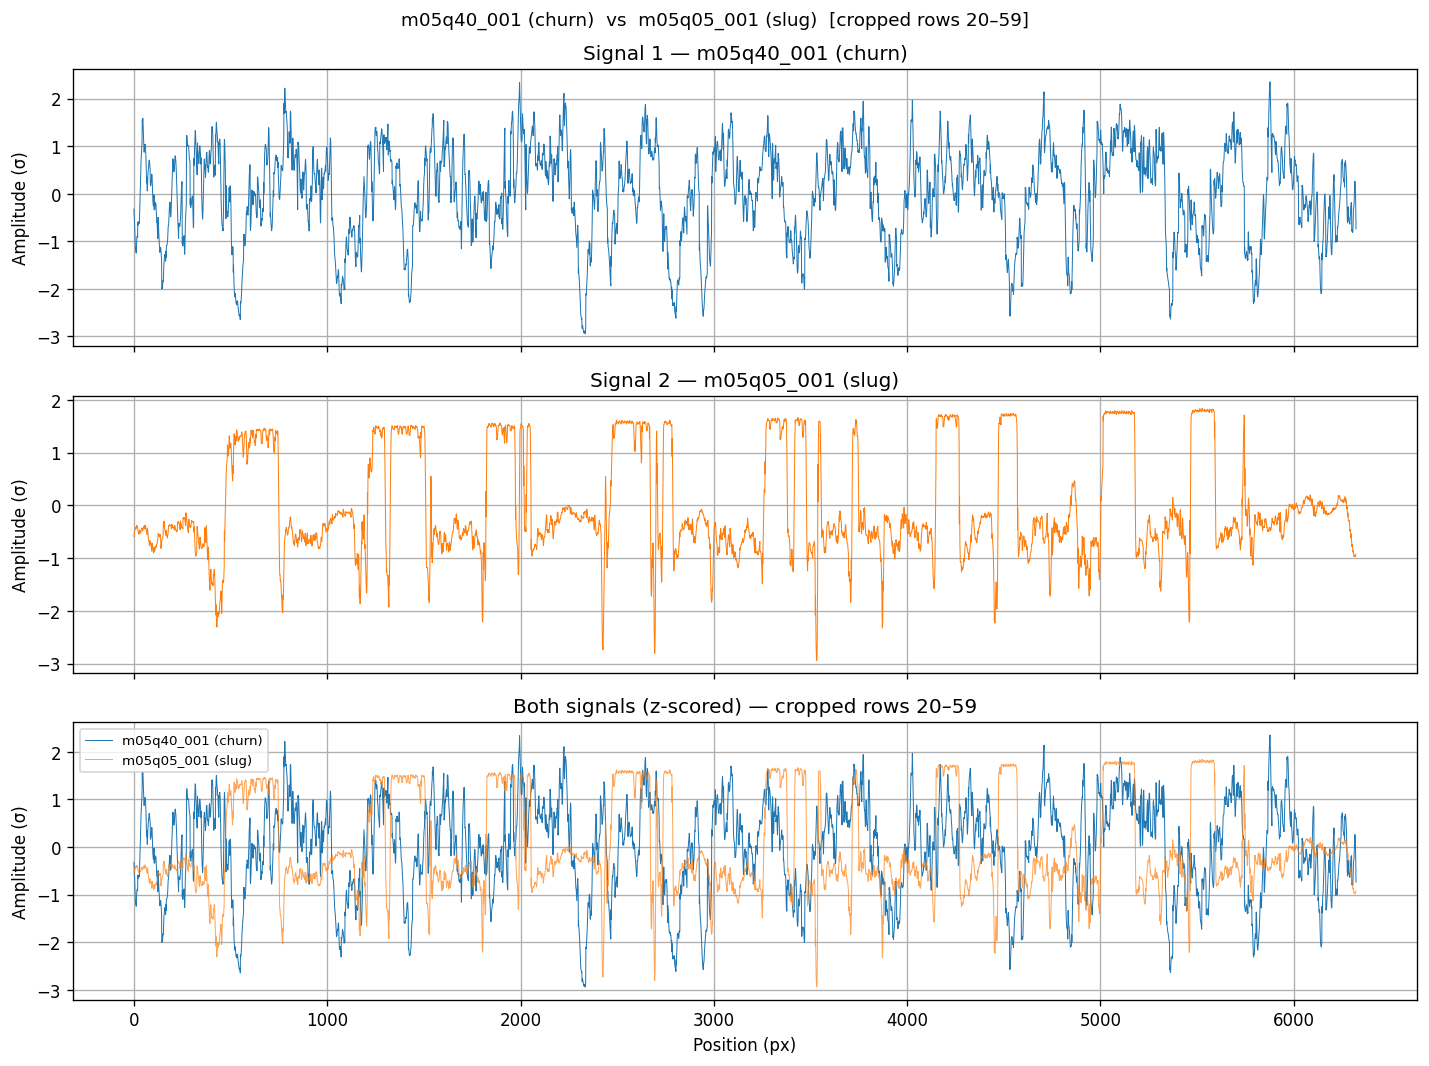 m05q40_001 (churn)  vs  m05q05_001 (slug)  [cropped rows 20–59]
Signal 1 — m05q40_001 (churn)
Amplitude (σ)
2
1
0
−1
−2
−3
Signal 2 — m05q05_001 (slug)
Amplitude (σ)
2
1
0
−1
−2
−3
Both signals (z-scored) — cropped rows 20–59
m05q40_001 (churn)
m05q05_001 (slug)
Amplitude (σ)
2
1
0
−1
−2
−3
0 1000 2000 3000 4000 5000 6000
Position (px)